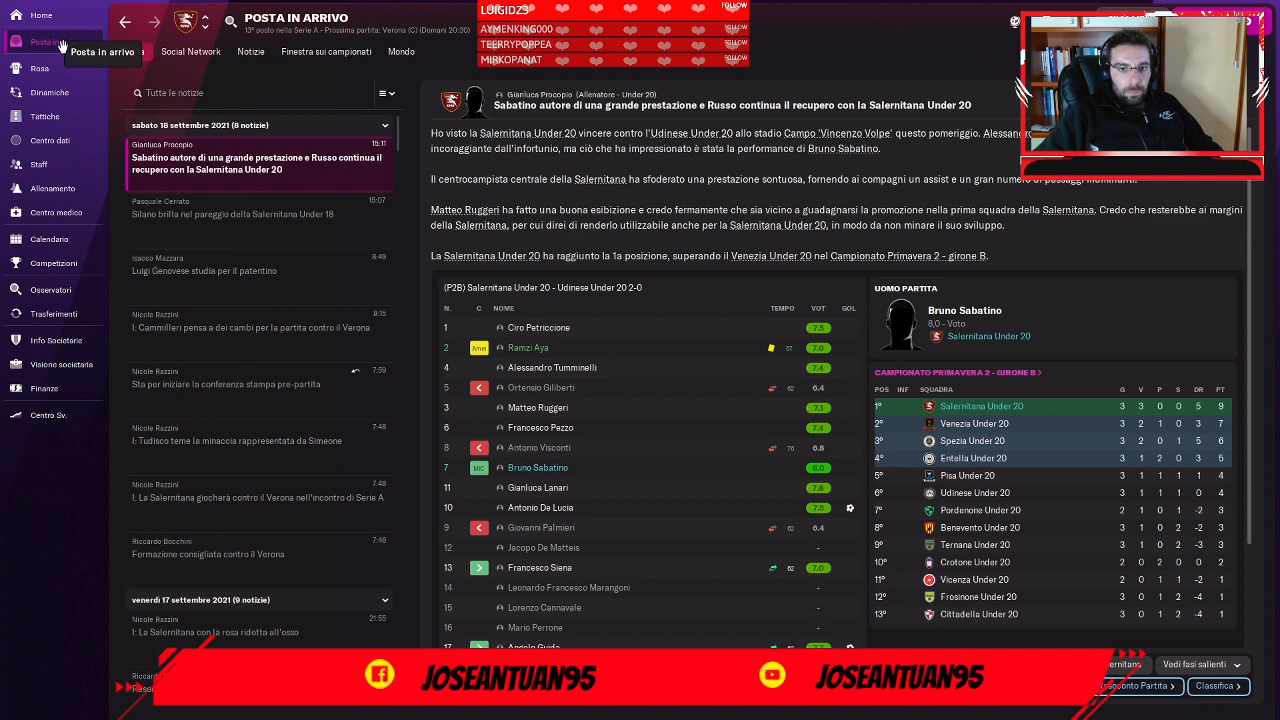 Home
Posta in arrivo
Rosa
Dinamiche
Tattiche
Centro dati
Staff
Allenamento
Centro medico
Calendario
Competizioni
Osservatori
Trasferimenti
Info Societarie
Visione societaria
Finanze
Centro Sv.
POSTA IN ARRIVO
13° posto nella Serie A - Prossima partita: Verona (C) (Domani 20:30)
Social Network
Notizie
Finestra sui campionati
Mondo
LUIGIDZ3 FOLLOW
AYMENKING000 FOLLOW
TEERRYPOPPEA FOLLOW
MIRKOPANAT FOLLOW
Tutte le notizie
sabato 18 settembre 2021 (8 notizie)
Gianluca Procopio 15:11
Sabatino autore di una grande prestazione e Russo continua il
recupero con la Salernitana Under 20
Pasquale Cerrato 15:07
Silano brilla nel pareggio della Salernitana Under 18
Isacco Mazzara 8:49
Luigi Genovese studia per il patentino
Nicole Razzini 8:15
I: Cammilleri pensa a dei cambi per la partita contro il Verona
Nicole Razzini 7:59
Sta per iniziare la conferenza stampa pre-partita
Nicole Razzini 7:48
I: Tudisco teme la minaccia rappresentata da Simeone
Nicole Razzini 7:48
I: La Salernitana giocherà contro il Verona nell'incontro di Serie A
Riccardo Bocchini 7:46
Formazione consigliata contro il Verona
venerdì 17 settembre 2021 (9 notizie)
Nicole Razzini 21:55
I: La Salernitana con la rosa ridotta all'osso
Gianluca Procopio (Allenatore - Under 20)
Sabatino autore di una grande prestazione e Russo continua il recupero con la Salernitana Under 20
Ho visto la Salernitana Under 20 vincere contro l'Udinese Under 20 allo stadio Campo 'Vincenzo Volpe' questo pomeriggio.
incoraggiante dall'infortunio, ma ciò che ha impressionato è stata la performance di Bruno Sabatino.
Il centrocampista centrale della Salernitana ha sfoderato una prestazione sontuosa, fornendo ai compagni un assist e un gran numero di passaggi illuminanti.
Matteo Ruggeri ha fatto una buona esibizione e credo fermamente che sia vicino a guadagnarsi la promozione nella prima squadra della Salernitana. Credo che resterebbe ai margini
della Salernitana, per cui direi di renderlo utilizzabile anche per la Salernitana Under 20, in modo da non minare il suo sviluppo.
La Salernitana Under 20 ha raggiunto la 1a posizione, superando il Venezia Under 20 nel Campionato Primavera 2 - girone B.
(P2B) Salernitana Under 20 - Udinese Under 20 2-0
N. C NOME TEMPO VOT GOL
1 Ciro Petriccione 7.5
2 Amm Ramzi Aya 57 7.0
4 Alessandro Tumminelli 7.4
5 Ortensio Giliberti 62 6.4
3 Matteo Ruggeri 7.1
6 Francesco Pezzo 7.4
8 Antonio Visconti 76 6.8
7 MIC Bruno Sabatino 8.0
11 Gianluca Lanari 7.8
10 Antonio De Lucia 7.5
9 Giovanni Palmieri 62 6.4
12 Jacopo De Matteis -
13 Francesco Siena 62 7.0
14 Leonardo Francesco Marangoni -
15 Lorenzo Cannavale -
16 Mario Perrone -
UOMO PARTITA
Bruno Sabatino
8,0 - Voto
Salernitana Under 20
CAMPIONATO PRIMAVERA 2 - GIRONE B
POS INF SQUADRA G V P S DR PT
1° Salernitana Under 20 3 3 0 0 5 9
2° Venezia Under 20 3 2 1 0 3 7
3° Spezia Under 20 3 2 0 1 5 6
4° Entella Under 20 3 1 2 0 3 5
5° Pisa Under 20 3 1 1 1 1 4
6° Udinese Under 20 3 1 1 1 0 4
7° Pordenone Under 20 3 1 0 2 -2 3
8° Benevento Under 20 3 1 0 2 -2 3
9° Ternana Under 20 3 1 0 2 -3 3
10° Crotone Under 20 2 0 2 0 0 2
11° Vicenza Under 20 2 0 1 1 -1 1
12° Frosinone Under 20 3 0 1 2 -2 1
13° Cittadella Under 20 3 0 1 2 -4 1
Vedi fasi salienti
Partita
Classifica
JOSEANTUAN95
JOSEANTUAN95